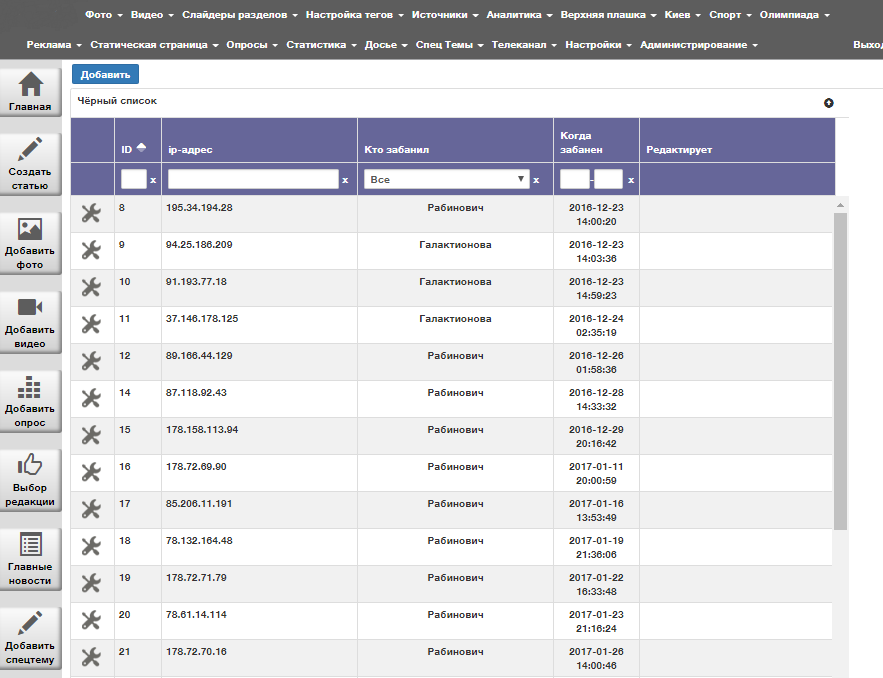 Фото Видео Слайдеры разделов Настройка тегов Источники Аналитика Верхняя плашка Киев Спорт Олимпиада
Реклама Статическая страница Опросы Статистика Досье Спец Темы Телеканал Настройки Администрирование Выход
Главная
Создать
статью
Добавить
фото
Добавить
видео
Добавить
опрос
Выбор
редакции
Главные
новости
Добавить
спецтему
Добавить
Чёрный список
ID ip-адрес Кто забанил Когда забанен Редактирует
x x Все x - x
8 195.34.194.28 Рабинович 2016-12-23
14:00:20
9 94.25.186.209 Галактионова 2016-12-23
14:03:36
10 91.193.77.18 Галактионова 2016-12-23
14:59:23
11 37.146.178.125 Галактионова 2016-12-24
02:35:19
12 89.166.44.129 Рабинович 2016-12-26
01:58:36
14 87.118.92.43 Рабинович 2016-12-28
14:33:32
15 178.158.113.94 Рабинович 2016-12-29
20:16:42
16 178.72.69.90 Рабинович 2017-01-11
20:00:59
17 85.206.11.191 Рабинович 2017-01-16
13:53:49
18 78.132.164.48 Рабинович 2017-01-19
21:36:06
19 178.72.71.79 Рабинович 2017-01-22
16:33:48
20 78.61.14.114 Рабинович 2017-01-23
21:16:24
21 178.72.70.16 Рабинович 2017-01-26
14:00:46